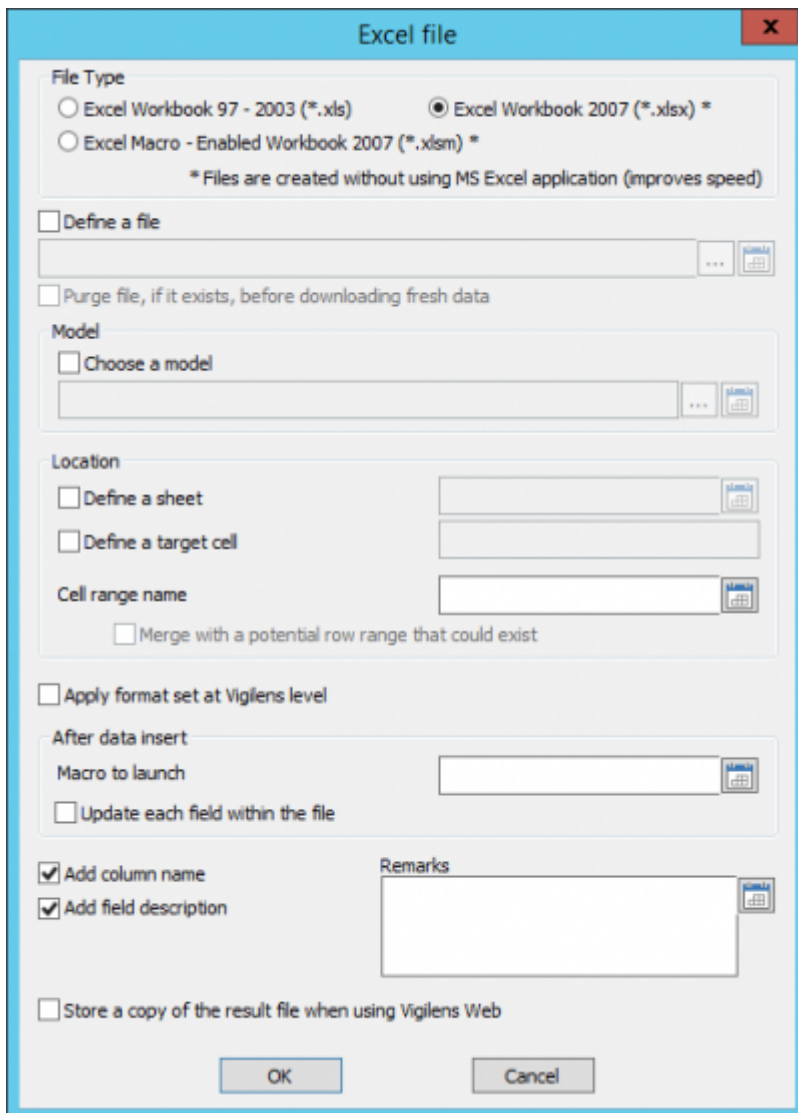 Excel file
x
File Type
Excel Workbook 97 - 2003 (*.xls) Excel Workbook 2007 (*.xlsx) *
Excel Macro - Enabled Workbook 2007 (*.xlsm) *
* Files are created without using MS Excel application (improves speed)
Define a file
...
Purge file, if it exists, before downloading fresh data
Model
Choose a model
...
Location
Define a sheet
Define a target cell
Cell range name
Merge with a potential row range that could exist
Apply format set at Vigilens level
After data insert
Macro to launch
Update each field within the file
Add column name
Remarks
Add field description
Store a copy of the result file when using Vigilens Web
OK Cancel